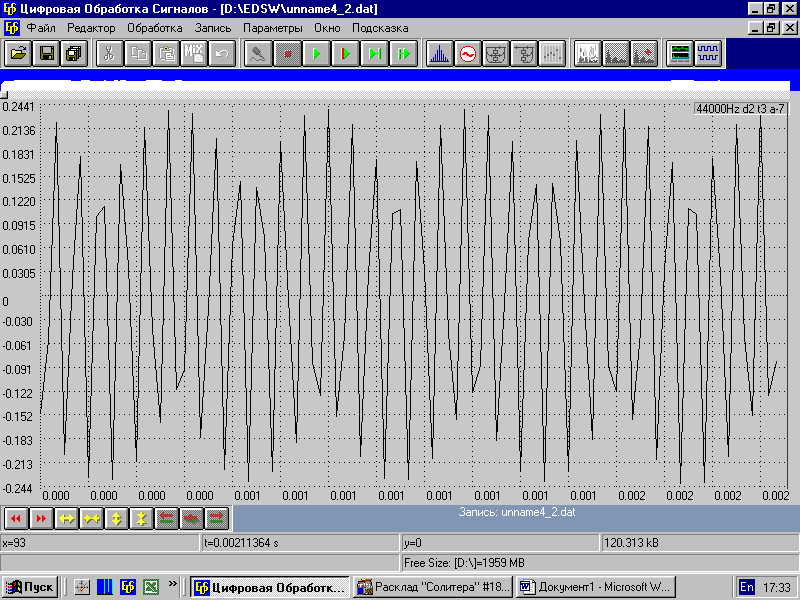 Цифровая Обработка Сигналов - [D:\EDSW\unname4_2.dat]
Файл Редактор Обработка Запись Параметры Окно Подсказка
MiX
44000Hz d2 t3 a-7
0.2441
0.2136
0.1831
0.1525
0.1220
0.0915
0.0610
0.0305
0
-0.030
-0.061
-0.091
-0.122
-0.152
-0.183
-0.213
-0.244
0.000 0.000 0.000 0.000 0.001 0.001 0.001 0.001 0.001 0.001 0.001 0.001 0.002 0.002 0.002 0.002
Запись: unname4_2.dat
x=93 t=0.00211364 s y=0 120.313 kB
Free Size: [D:\]=1959 MB
Пуск » Цифровая Обработк... Расклад "Солитера" #18... Документ1 - Microsoft W... En 17:33